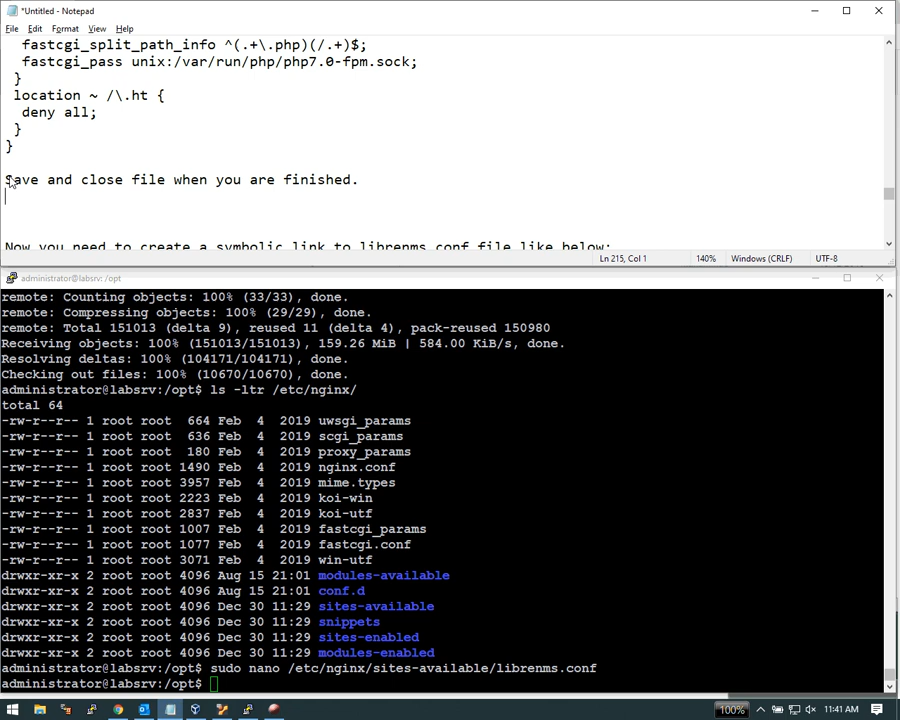 *Untitled - Notepad
File Edit Format View Help
fastcgi_split_path_info ^(.+\.php)(/.+)$;
fastcgi_pass unix:/var/run/php/php7.0-fpm.sock;
}
location ~ /\.ht {
deny all;
}
}
Save and close file when you are finished.
Now you need to create a symbolic link to librenms.conf file like below:
Ln 215, Col 1 140% Windows (CRLF) UTF-8
administrator@labsrv: /opt
remote: Counting objects: 100% (33/33), done.
remote: Compressing objects: 100% (29/29), done.
remote: Total 151013 (delta 9), reused 11 (delta 4), pack-reused 150980
Receiving objects: 100% (151013/151013), 159.26 MiB | 584.00 KiB/s, done.
Resolving deltas: 100% (104171/104171), done.
Checking out files: 100% (10670/10670), done.
administrator@labsrv:/opt$ ls -ltr /etc/nginx/
total 64
-rw-r--r-- 1 root root 664 Feb 4 2019 uwsgi_params
-rw-r--r-- 1 root root 636 Feb 4 2019 scgi_params
-rw-r--r-- 1 root root 180 Feb 4 2019 proxy_params
-rw-r--r-- 1 root root 1490 Feb 4 2019 nginx.conf
-rw-r--r-- 1 root root 3957 Feb 4 2019 mime.types
-rw-r--r-- 1 root root 2223 Feb 4 2019 koi-win
-rw-r--r-- 1 root root 2837 Feb 4 2019 koi-utf
-rw-r--r-- 1 root root 1007 Feb 4 2019 fastcgi_params
-rw-r--r-- 1 root root 1077 Feb 4 2019 fastcgi.conf
-rw-r--r-- 1 root root 3071 Feb 4 2019 win-utf
drwxr-xr-x 2 root root 4096 Aug 15 21:01 modules-available
drwxr-xr-x 2 root root 4096 Aug 15 21:01 conf.d
drwxr-xr-x 2 root root 4096 Dec 30 11:29 sites-available
drwxr-xr-x 2 root root 4096 Dec 30 11:29 snippets
drwxr-xr-x 2 root root 4096 Dec 30 11:29 sites-enabled
drwxr-xr-x 2 root root 4096 Dec 30 11:29 modules-enabled
administrator@labsrv:/opt$ sudo nano /etc/nginx/sites-available/librenms.conf
administrator@labsrv:/opt$
100% 11:41 AM